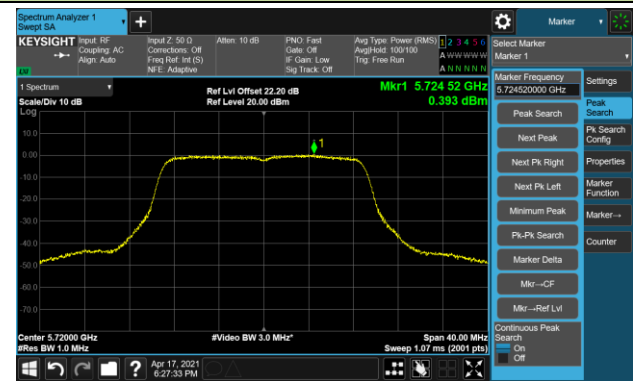 Spectrum Analyzer 1
Swept SA
Marker
KEYSIGHT
Input: RF
Coupling: AC
Align: Auto
Input Z: 50 Ω
Corrections: Off
Freq Ref: Int (S)
NFE: Adaptive
Atten: 10 dB
PNO: Fast
Gate: Off
IF Gain: Low
Sig Track: Off
Avg Type: Power (RMS)
Avg|Hold: 100/100
Trig: Free Run
1 2 3 4 5 6
A W W W W W
A N N N N N
Select Marker
Marker 1
1 Spectrum
Scale/Div 10 dB
Log
Ref Lvl Offset 22.20 dB
Ref Level 20.00 dBm
Mkr1 5.724 52 GHz
0.393 dBm
10.0
0.00
-10.0
-20.0
-30.0
-40.0
-50.0
-60.0
-70.0
1
Center 5.72000 GHz
#Res BW 1.0 MHz
#Video BW 3.0 MHz*
Span 40.00 MHz
Sweep 1.07 ms (2001 pts)
Marker Frequency
5.724520000 GHz
Peak Search
Next Peak
Next Pk Right
Next Pk Left
Minimum Peak
Pk-Pk Search
Marker Delta
Mkr→CF
Mkr→Ref Lvl
Continuous Peak
Search
On
Off
Settings
Peak
Search
Pk Search
Config
Properties
Marker
Function
Marker→
Counter
?
Apr 17, 2021
6:27:33 PM